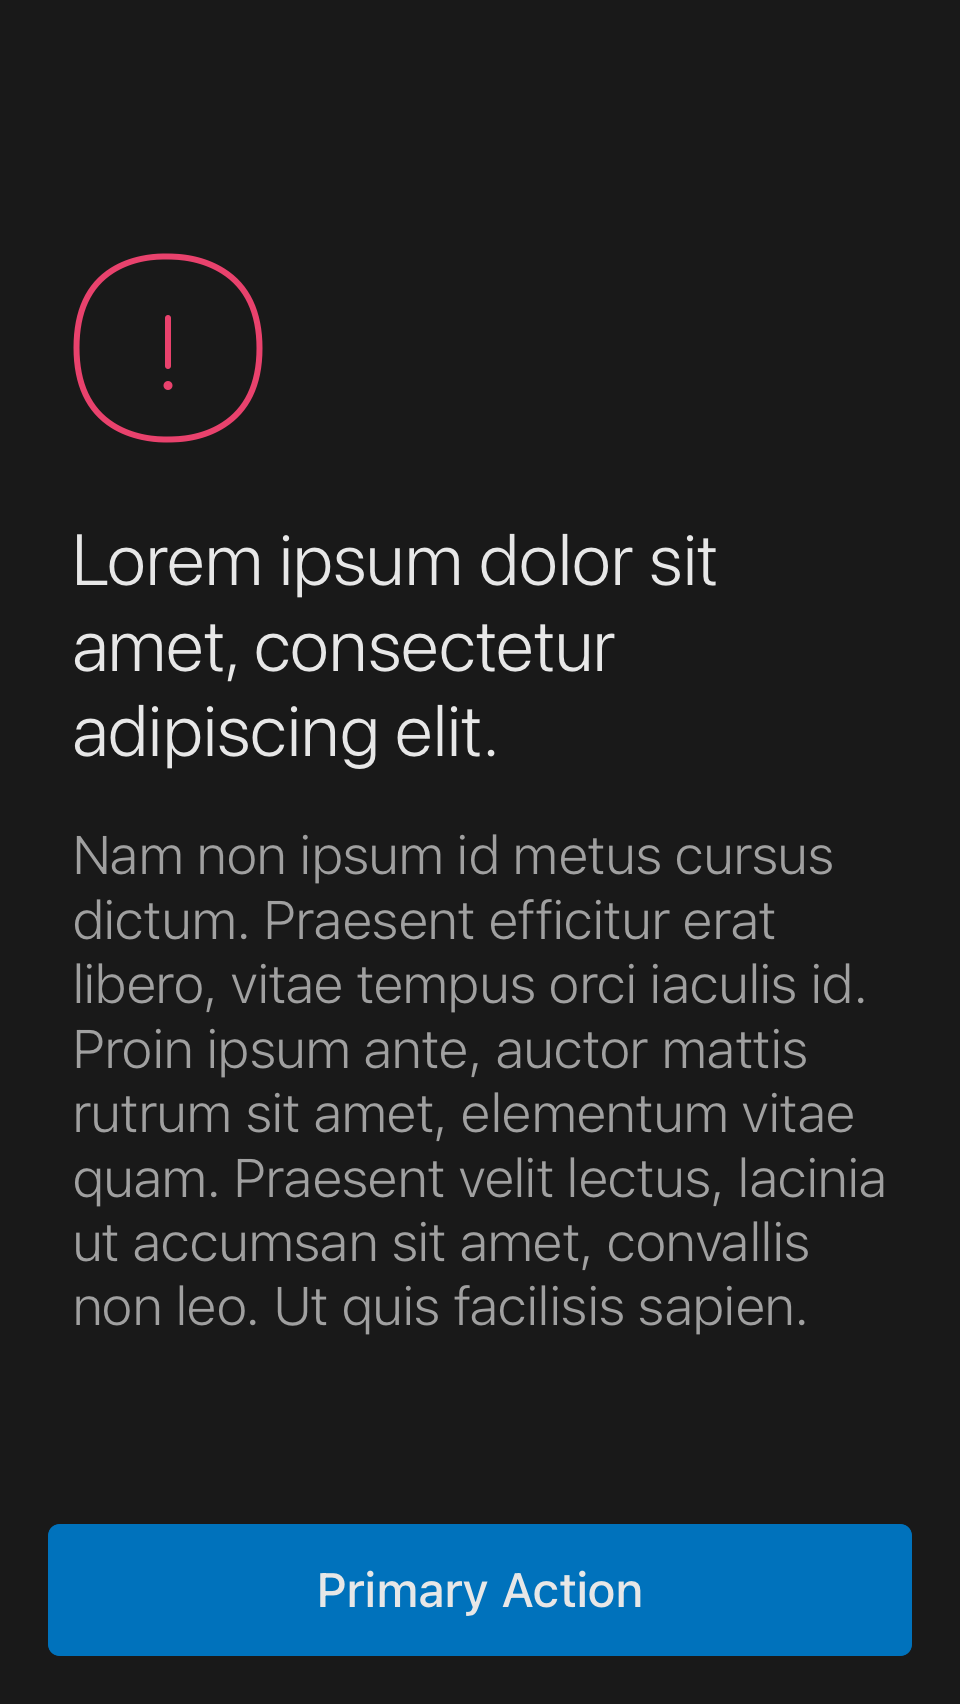 Lorem ipsum dolor sit
amet, consectetur
adipiscing elit.
Nam non ipsum id metus cursus
dictum. Praesent efficitur erat
libero, vitae tempus orci iaculis id.
Proin ipsum ante, auctor mattis
rutrum sit amet, elementum vitae
quam. Praesent velit lectus, lacinia
ut accumsan sit amet, convallis
non leo. Ut quis facilisis sapien.
Primary Action